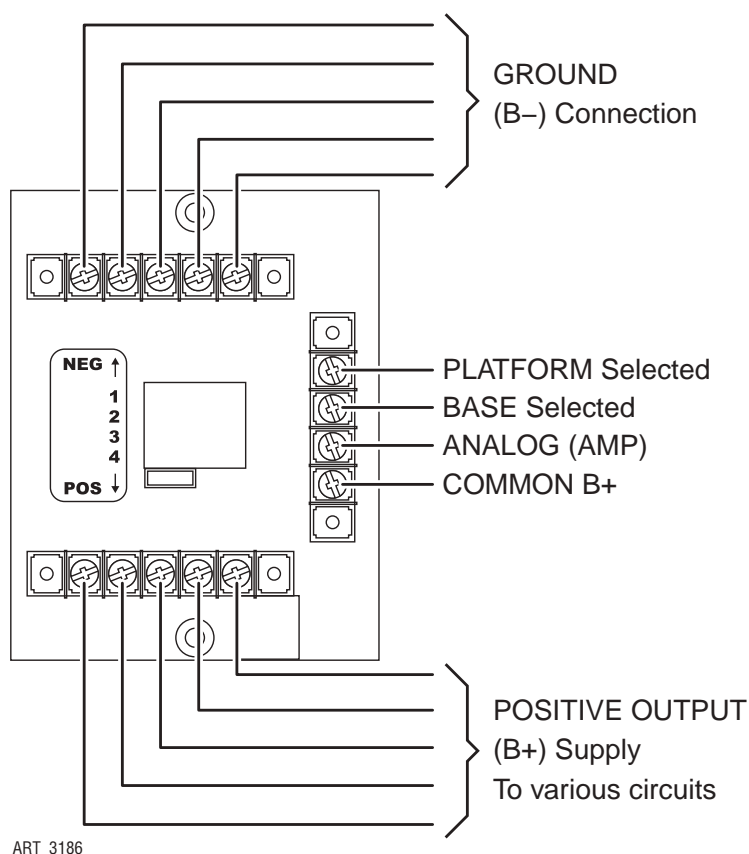 GROUND
(B–) Connection
NEG ↑
1
2
3
4
POS ↓
PLATFORM Selected
BASE Selected
ANALOG (AMP)
COMMON B+
POSITIVE OUTPUT
(B+) Supply
To various circuits
ART 3186